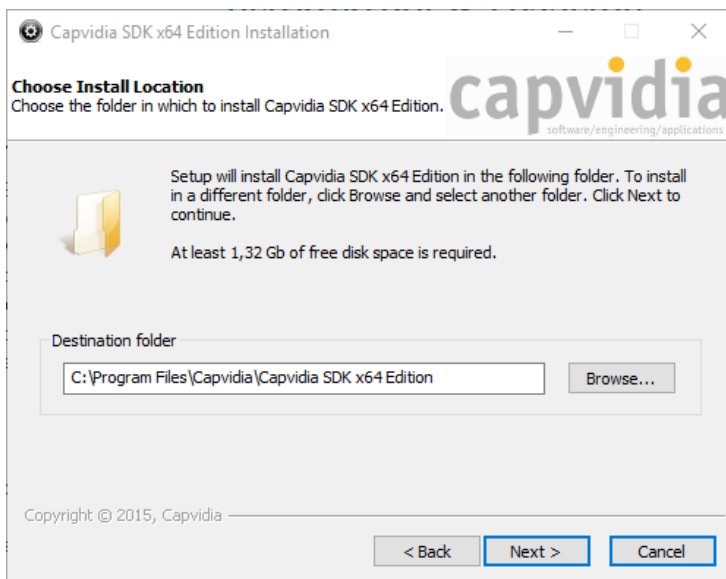 Capvidia SDK x64 Edition Installation
Choose Install Location
Choose the folder in which to install Capvidia SDK x64 Edition.
capvidia
software/engineering/applications
Setup will install Capvidia SDK x64 Edition in the following folder. To install
in a different folder, click Browse and select another folder. Click Next to
continue.
At least 1,32 Gb of free disk space is required.
Destination folder
C:\Program Files\Capvidia\Capvidia SDK x64 Edition
Browse...
Copyright © 2015, Capvidia
< Back
Next >
Cancel